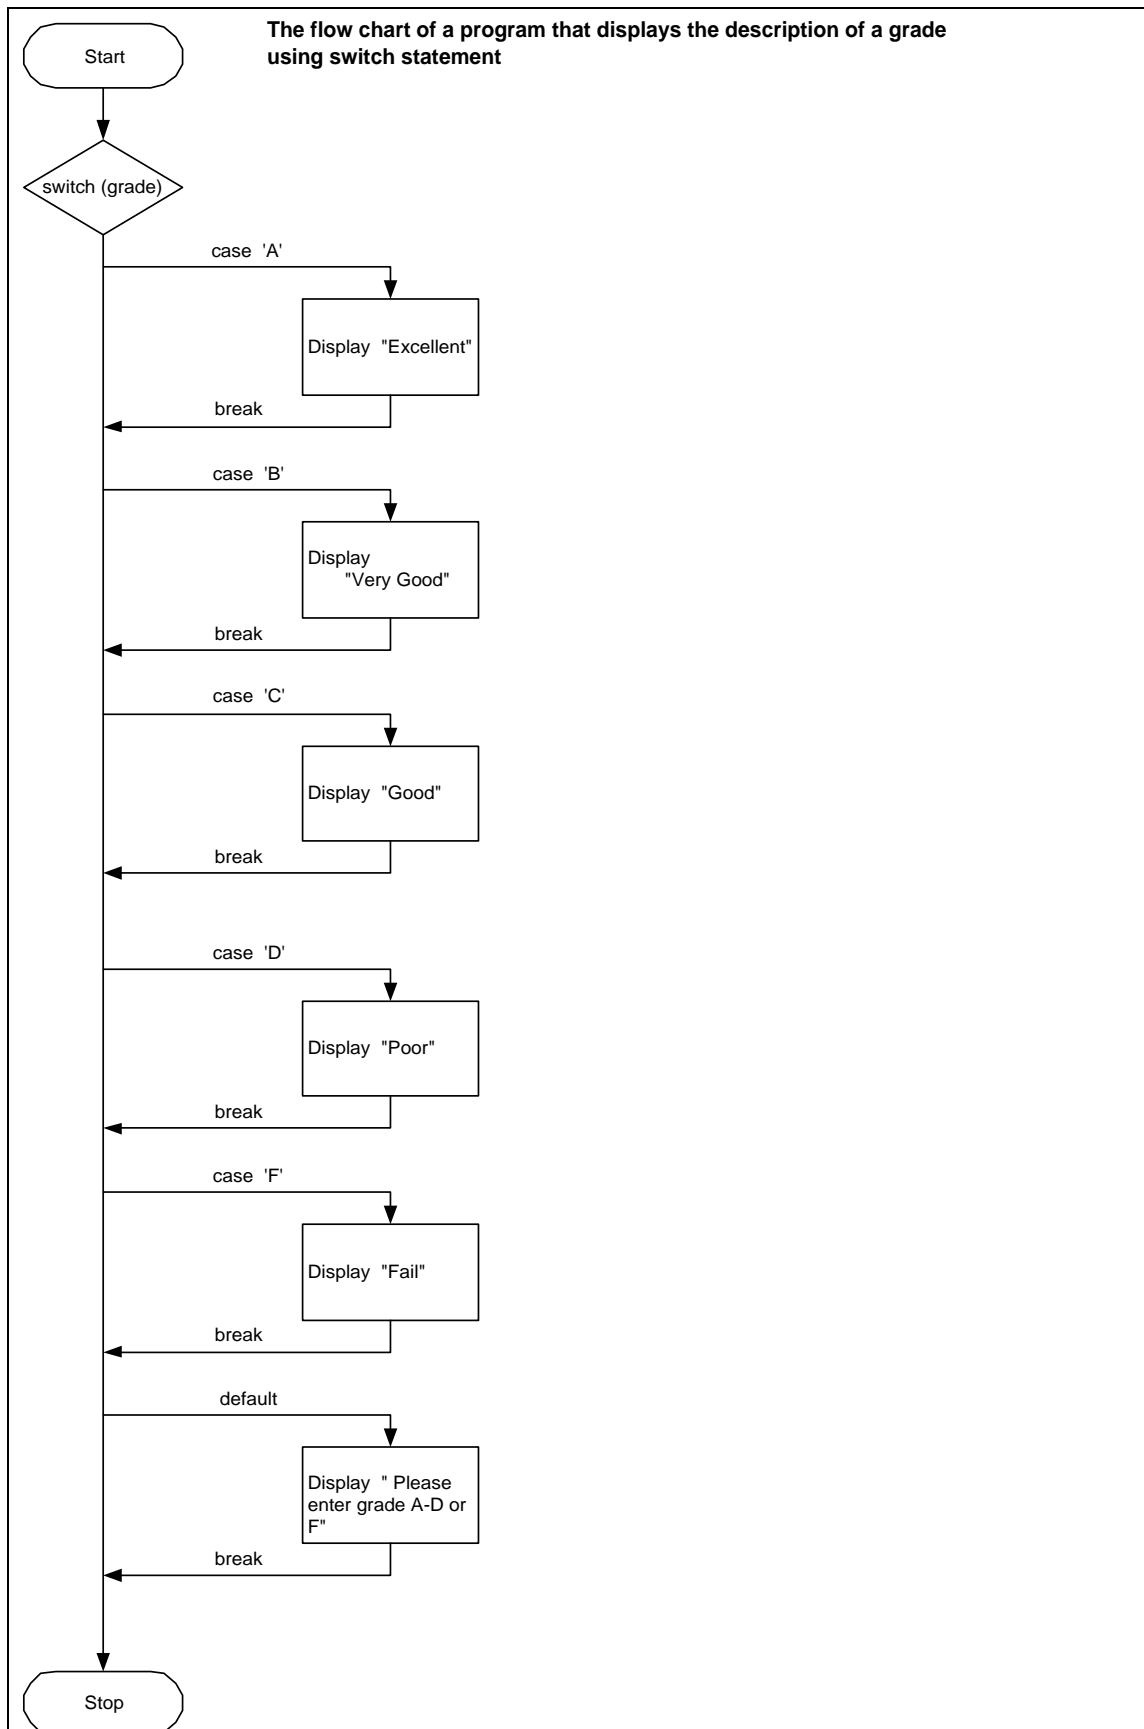 The flow chart of a program that displays the description of a grade
using switch statement
Start
switch (grade)
case 'A'
Display "Excellent"
break
case 'B'
Display
"Very Good"
break
case 'C'
Display "Good"
break
case 'D'
Display "Poor"
break
case 'F'
Display "Fail"
break
default
Display " Please
enter grade A-D or
F"
break
Stop